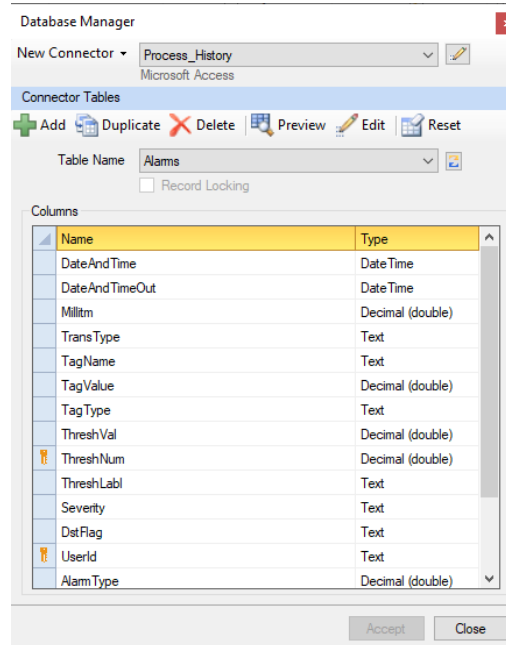 Database Manager
New Connector Process_History
Microsoft Access
Connector Tables
Add Duplicate Delete Preview Edit Reset
Table Name Alarms
Record Locking
Columns
Name Type
DateAndTime DateTime
DateAndTimeOut DateTime
Millitm Decimal (double)
TransType Text
TagName Text
TagValue Decimal (double)
TagType Text
ThreshVal Decimal (double)
ThreshNum Decimal (double)
ThreshLabl Text
Severity Text
DstFlag Text
UserId Text
AlarmType Decimal (double)
Accept Close